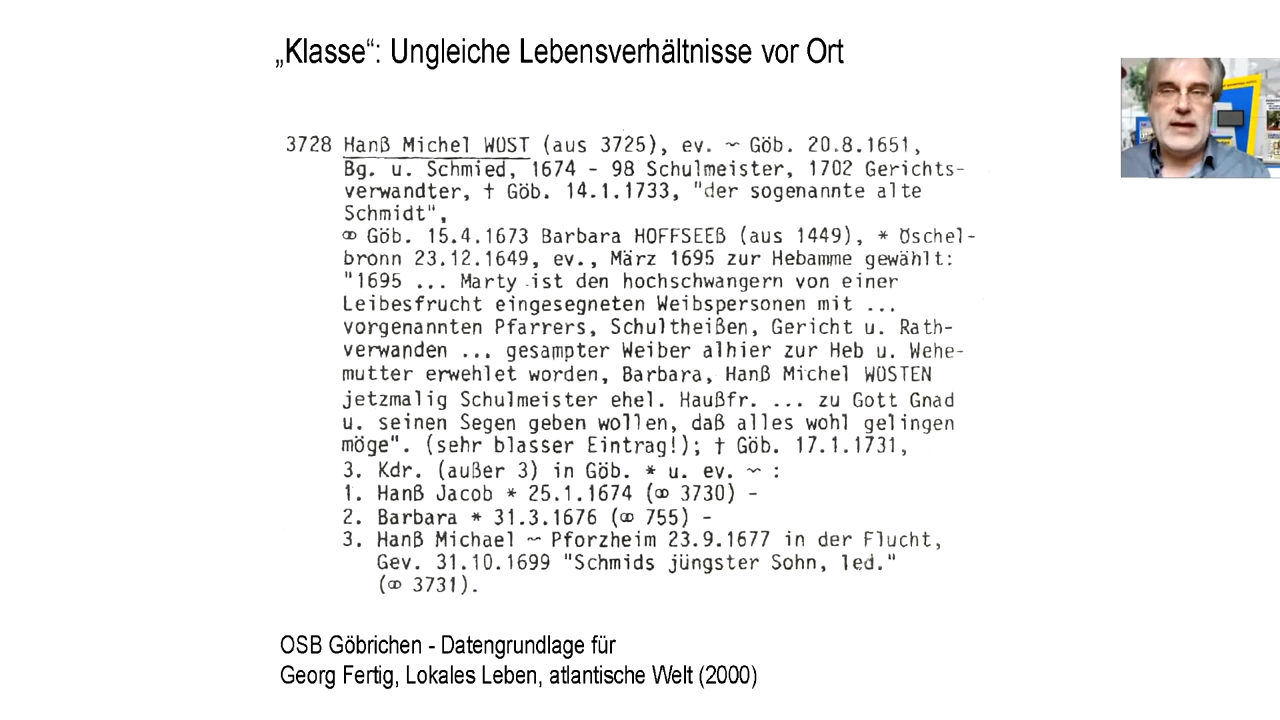 „Klasse“: Ungleiche Lebensverhältnisse vor Ort
3728 Hanß Michel WÜST (aus 3725), ev. ~ Göb. 20.8.1651,
Bg. u. Schmied, 1674 - 98 Schulmeister, 1702 Gerichts-
verwandter, † Göb. 14.1.1733, "der sogenannte alte
Schmidt",
⚭ Göb. 15.4.1673 Barbara HOFFSEEß (aus 1449), * Öschel-
bronn 23.12.1649, ev., März 1695 zur Hebamme gewählt:
"1695 ... Marty ist den hochschwangern von einer
Leibesfrucht eingesegneten Weibspersonen mit ...
vorgenannten Pfarrers, Schultheißen, Gericht u. Rath-
verwanden ... gesampter Weiber alhier zur Heb u. Wehe-
mutter erwehlet worden, Barbara, Hanß Michel WÜSTEN
jetzmalig Schulmeister ehel. Haußfr. ... zu Gott Gnad
u. seinen Segen geben wollen, daß alles wohl gelingen
möge". (sehr blasser Eintrag!); † Göb. 17.1.1731,
3. Kdr. (außer 3) in Göb. * u. ev. ~ :
1. Hanß Jacob * 25.1.1674 (⚭ 3730) -
2. Barbara * 31.3.1676 (⚭ 755) -
3. Hanß Michael ~ Pforzheim 23.9.1677 in der Flucht,
Gev. 31.10.1699 "Schmids jüngster Sohn, led."
(⚭ 3731).
OSB Göbrichen - Datengrundlage für
Georg Fertig, Lokales Leben, atlantische Welt (2000)